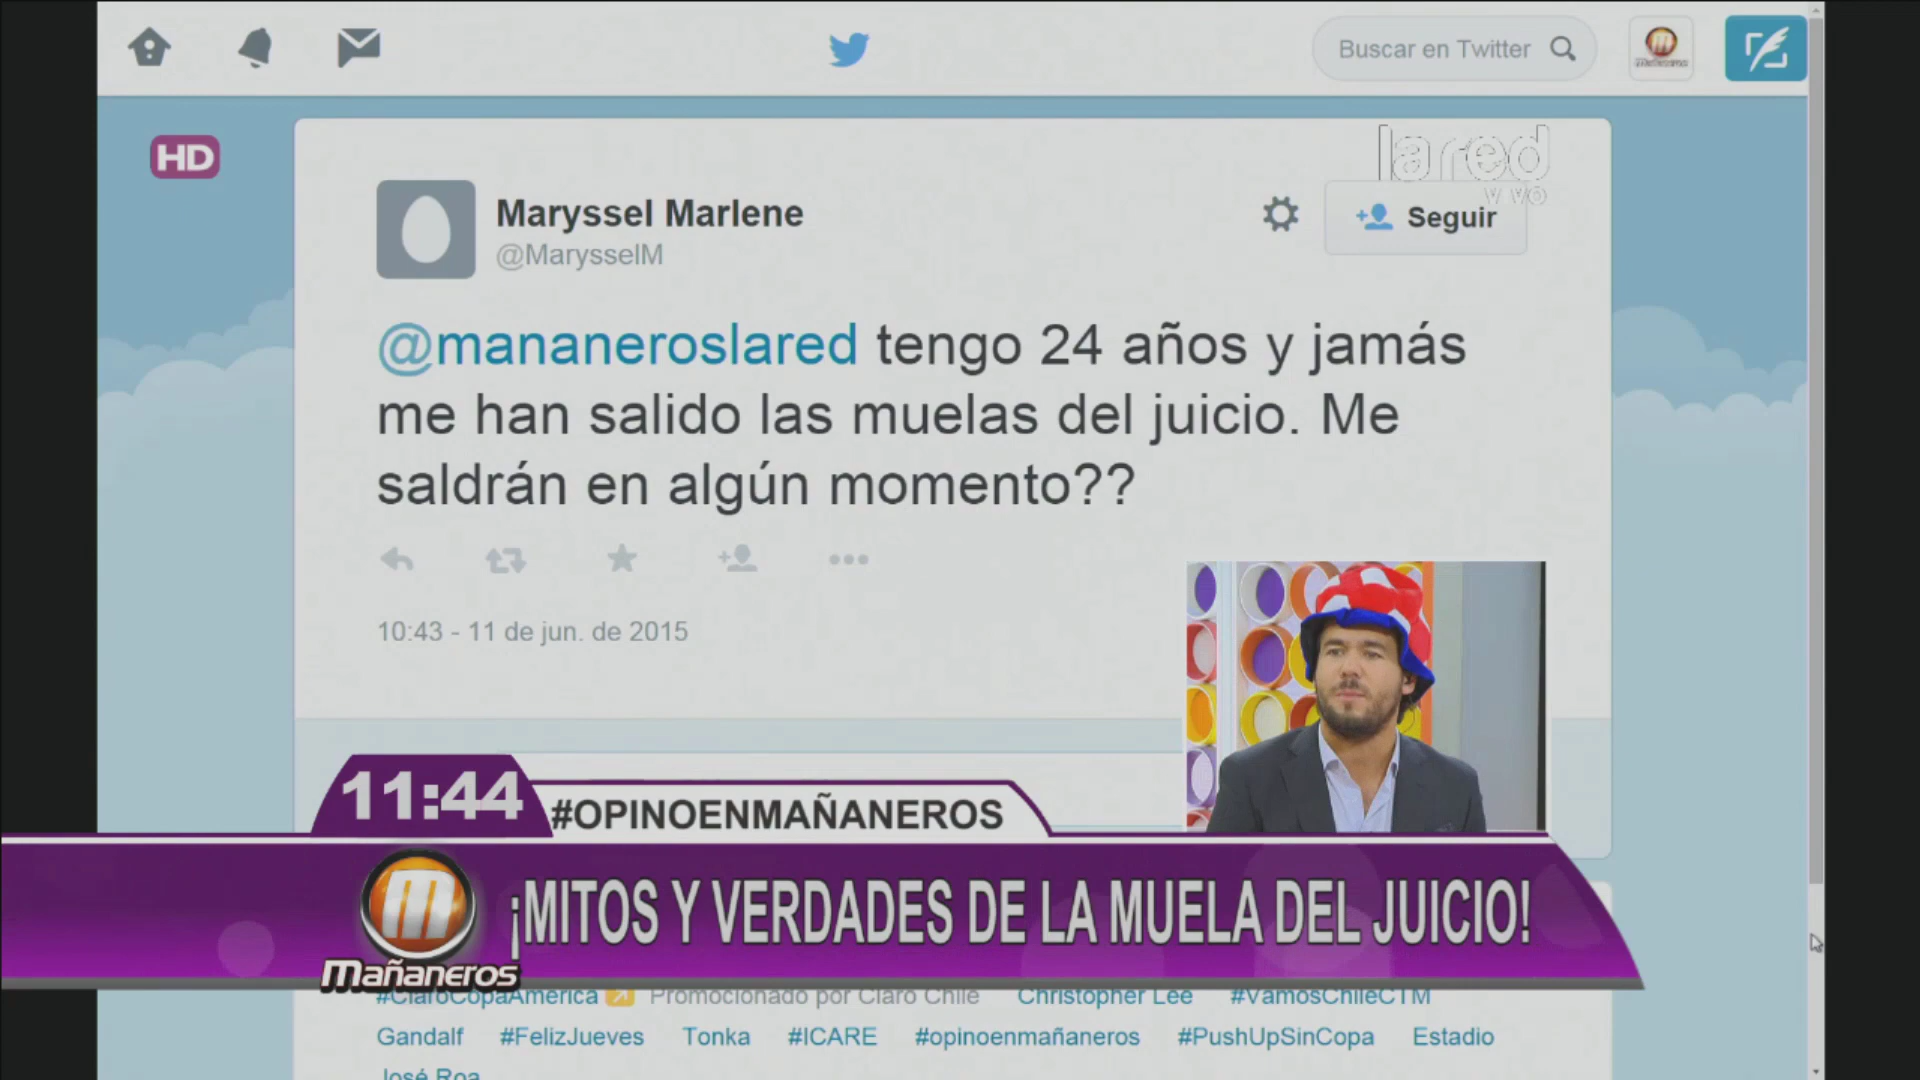 Buscar en Twitter
HD
lared
vivo
Maryssel Marlene
@MarysselM
Seguir
@mananeroslared tengo 24 años y jamás
me han salido las muelas del juicio. Me
saldrán en algún momento??
10:43 - 11 de jun. de 2015
11:44
#OPINOENMAÑANEROS
¡MITOS Y VERDADES DE LA MUELA DEL JUICIO!
Mañaneros
#ClaroCopaAmerica Promocionado por Claro Chile Christopher Lee #VamosChileCTM
Gandalf #FelizJueves Tonka #ICARE #opinoenmañaneros #PushUpSinCopa Estadio
José Roa